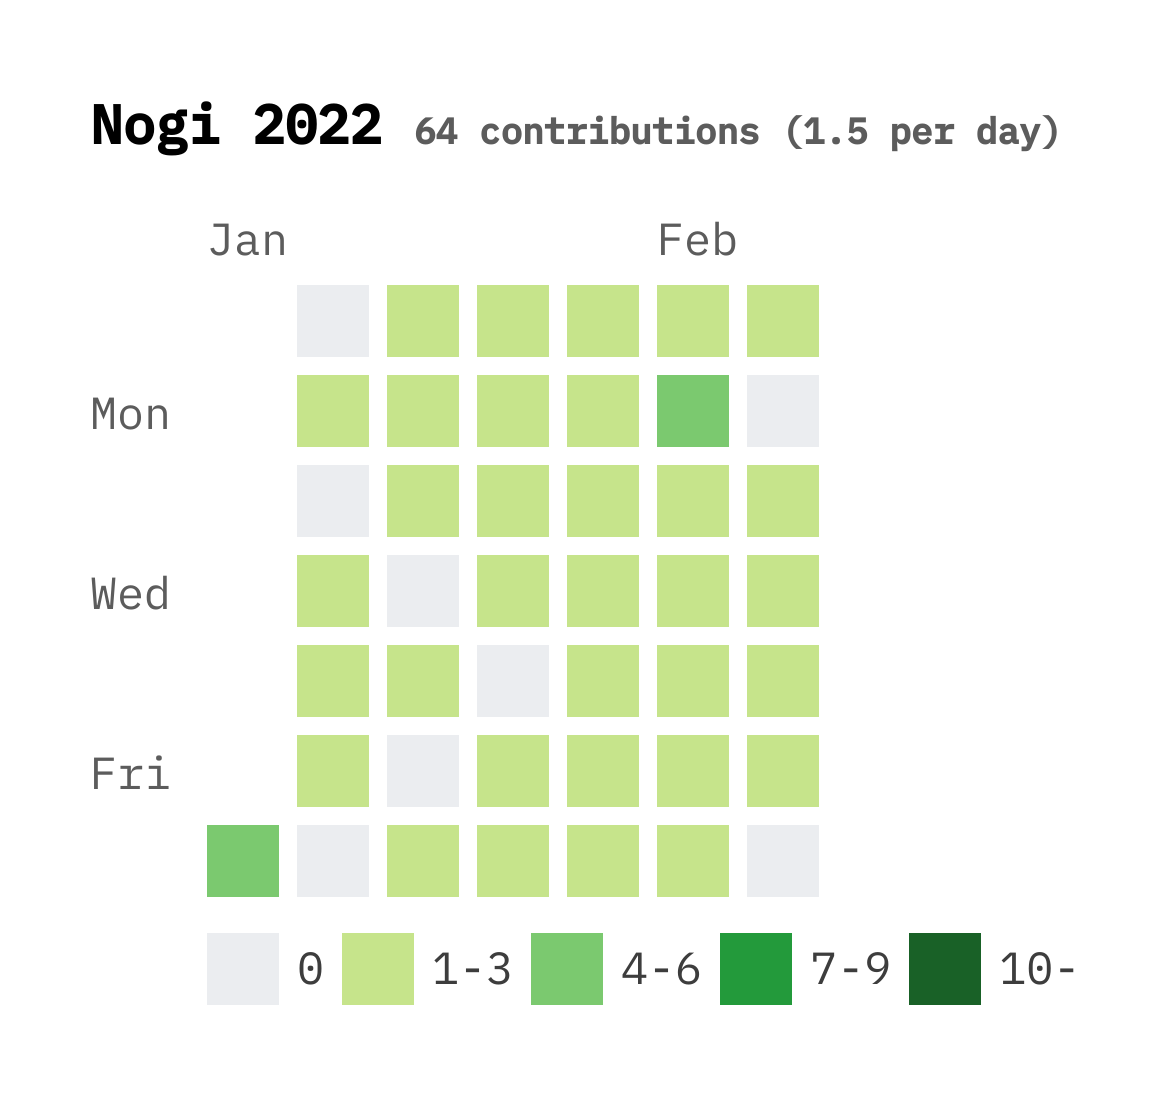 Nogi 2022 64 contributions (1.5 per day)
Jan Feb
Mon
Wed
Fri
0 1-3 4-6 7-9 10-